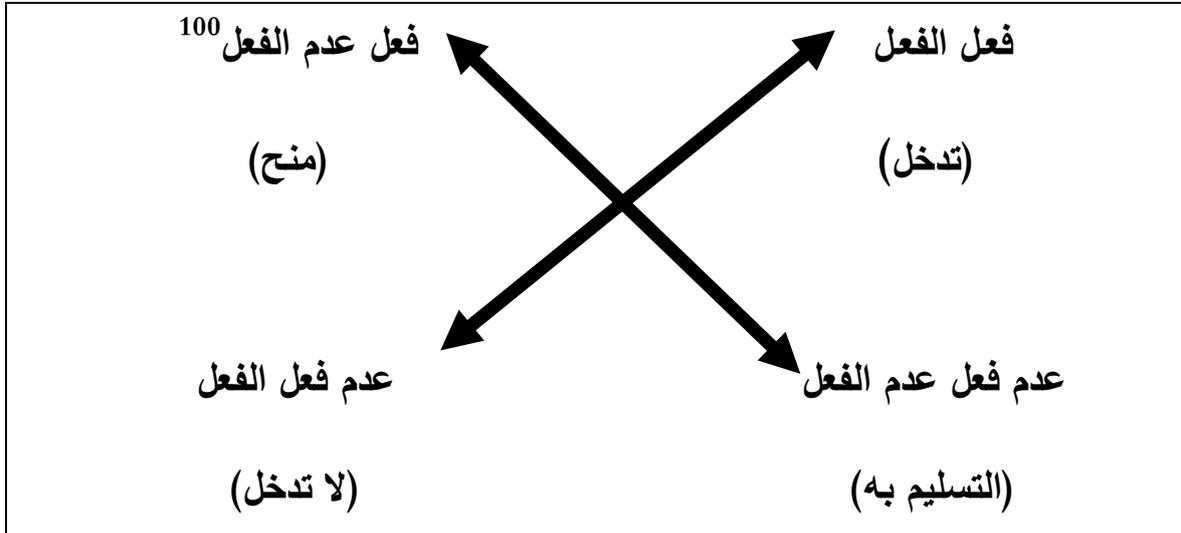 فعل الفعل
فعل عدم الفعل100
(تدخل)
(منح)
عدم فعل عدم الفعل
عدم فعل الفعل
(التسليم به)
(لا تدخل)